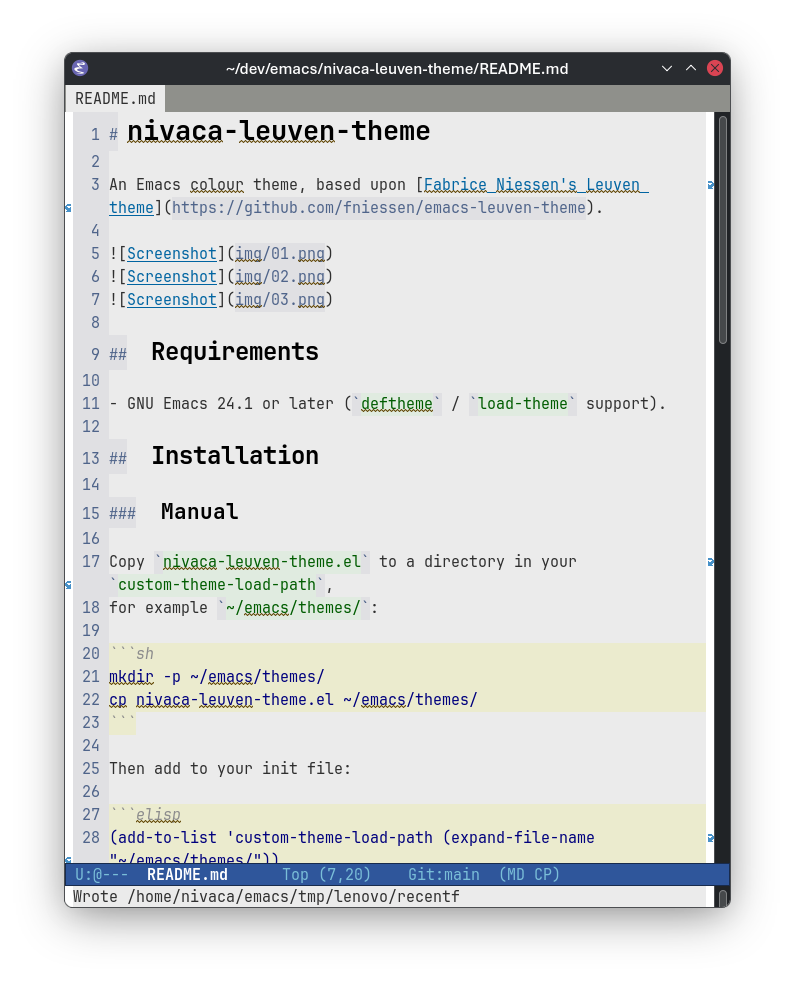 ~/dev/emacs/nivaca-leuven-theme/README.md
README.md
1 # nivaca-leuven-theme
2
3 An Emacs colour theme, based upon [Fabrice Niessen's Leuven
theme](https://github.com/fniessen/emacs-leuven-theme).
4
5 ![Screenshot](img/01.png)
6 ![Screenshot](img/02.png)
7 ![Screenshot](img/03.png)
8
9 ## Requirements
10
11 - GNU Emacs 24.1 or later (`deftheme` / `load-theme` support).
12
13 ## Installation
14
15 ### Manual
16
17 Copy `nivaca-leuven-theme.el` to a directory in your
`custom-theme-load-path`,
18 for example `~/emacs/themes/`:
19
20 ```sh
21 mkdir -p ~/emacs/themes/
22 cp nivaca-leuven-theme.el ~/emacs/themes/
23 ```
24
25 Then add to your init file:
26
27 ```elisp
28 (add-to-list 'custom-theme-load-path (expand-file-name
"~/emacs/themes/"))
U:@--- README.md Top (7,20) Git:main (MD CP)
Wrote /home/nivaca/emacs/tmp/lenovo/recentf